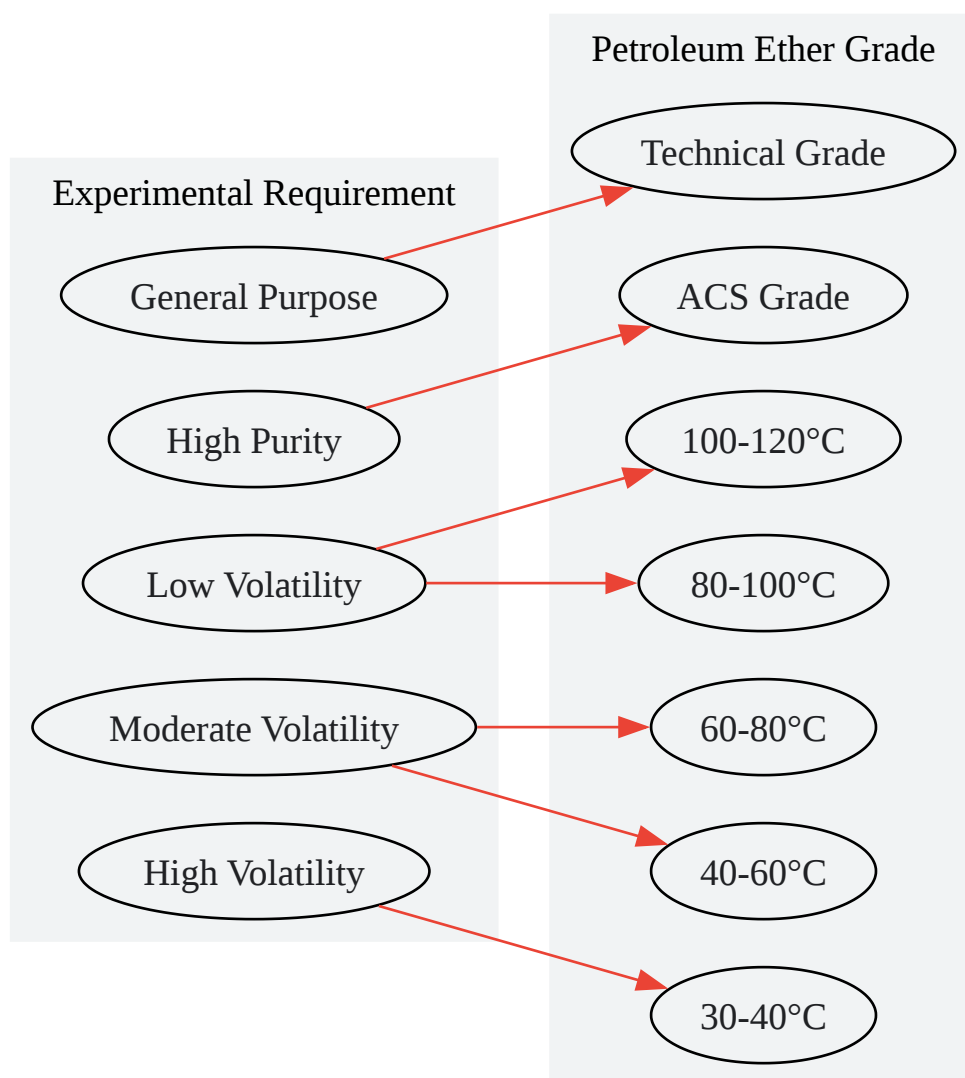 Petroleum Ether Grade
Technical Grade
Experimental Requirement
General Purpose
ACS Grade
High Purity
100-120°C
Low Volatility
80-100°C
Moderate Volatility
60-80°C
High Volatility
40-60°C
30-40°C